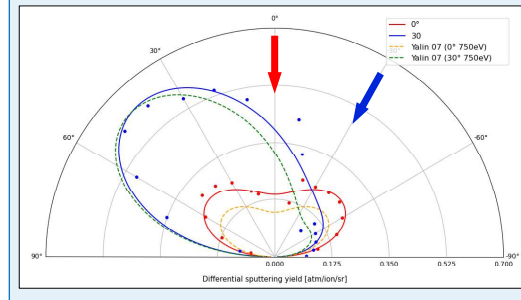 0°
0°
30
Yalin 07 (0° 750eV)
Yalin 07 (30° 750eV)
30°
60°
-60°
90°
-90°
0.000 0.175 0.350 0.525 0.700
Differential sputtering yield [atm/ion/sr]